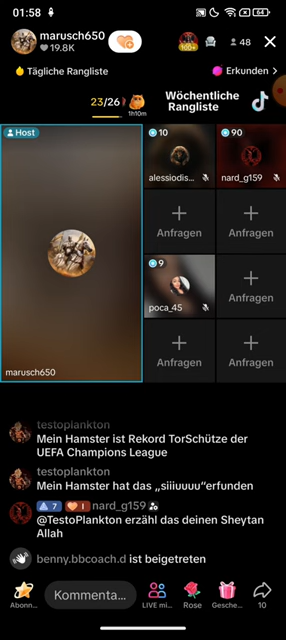 01:58
64
marusch650
19.8K
100+
48
Tägliche Rangliste
Erkunden >
23/26
1h10m
Wöchentliche
Rangliste
Host
marusch650
10
alessiodis...
90
nard_g159
Anfragen
Anfragen
9
poca_45
Anfragen
Anfragen
Anfragen
testoplankton
Mein Hamster ist Rekord TorSchütze der
UEFA Champions League
testoplankton
Mein Hamster hat das „siiiuuuu“erfunden
7 1 nard_g159
@TestoPlankton erzähl das deinen Sheytan
Allah
benny.bbcoach.d ist beigetreten
Abonn...
Kommenta...
LIVE mi...
Rose
Gesche...
10